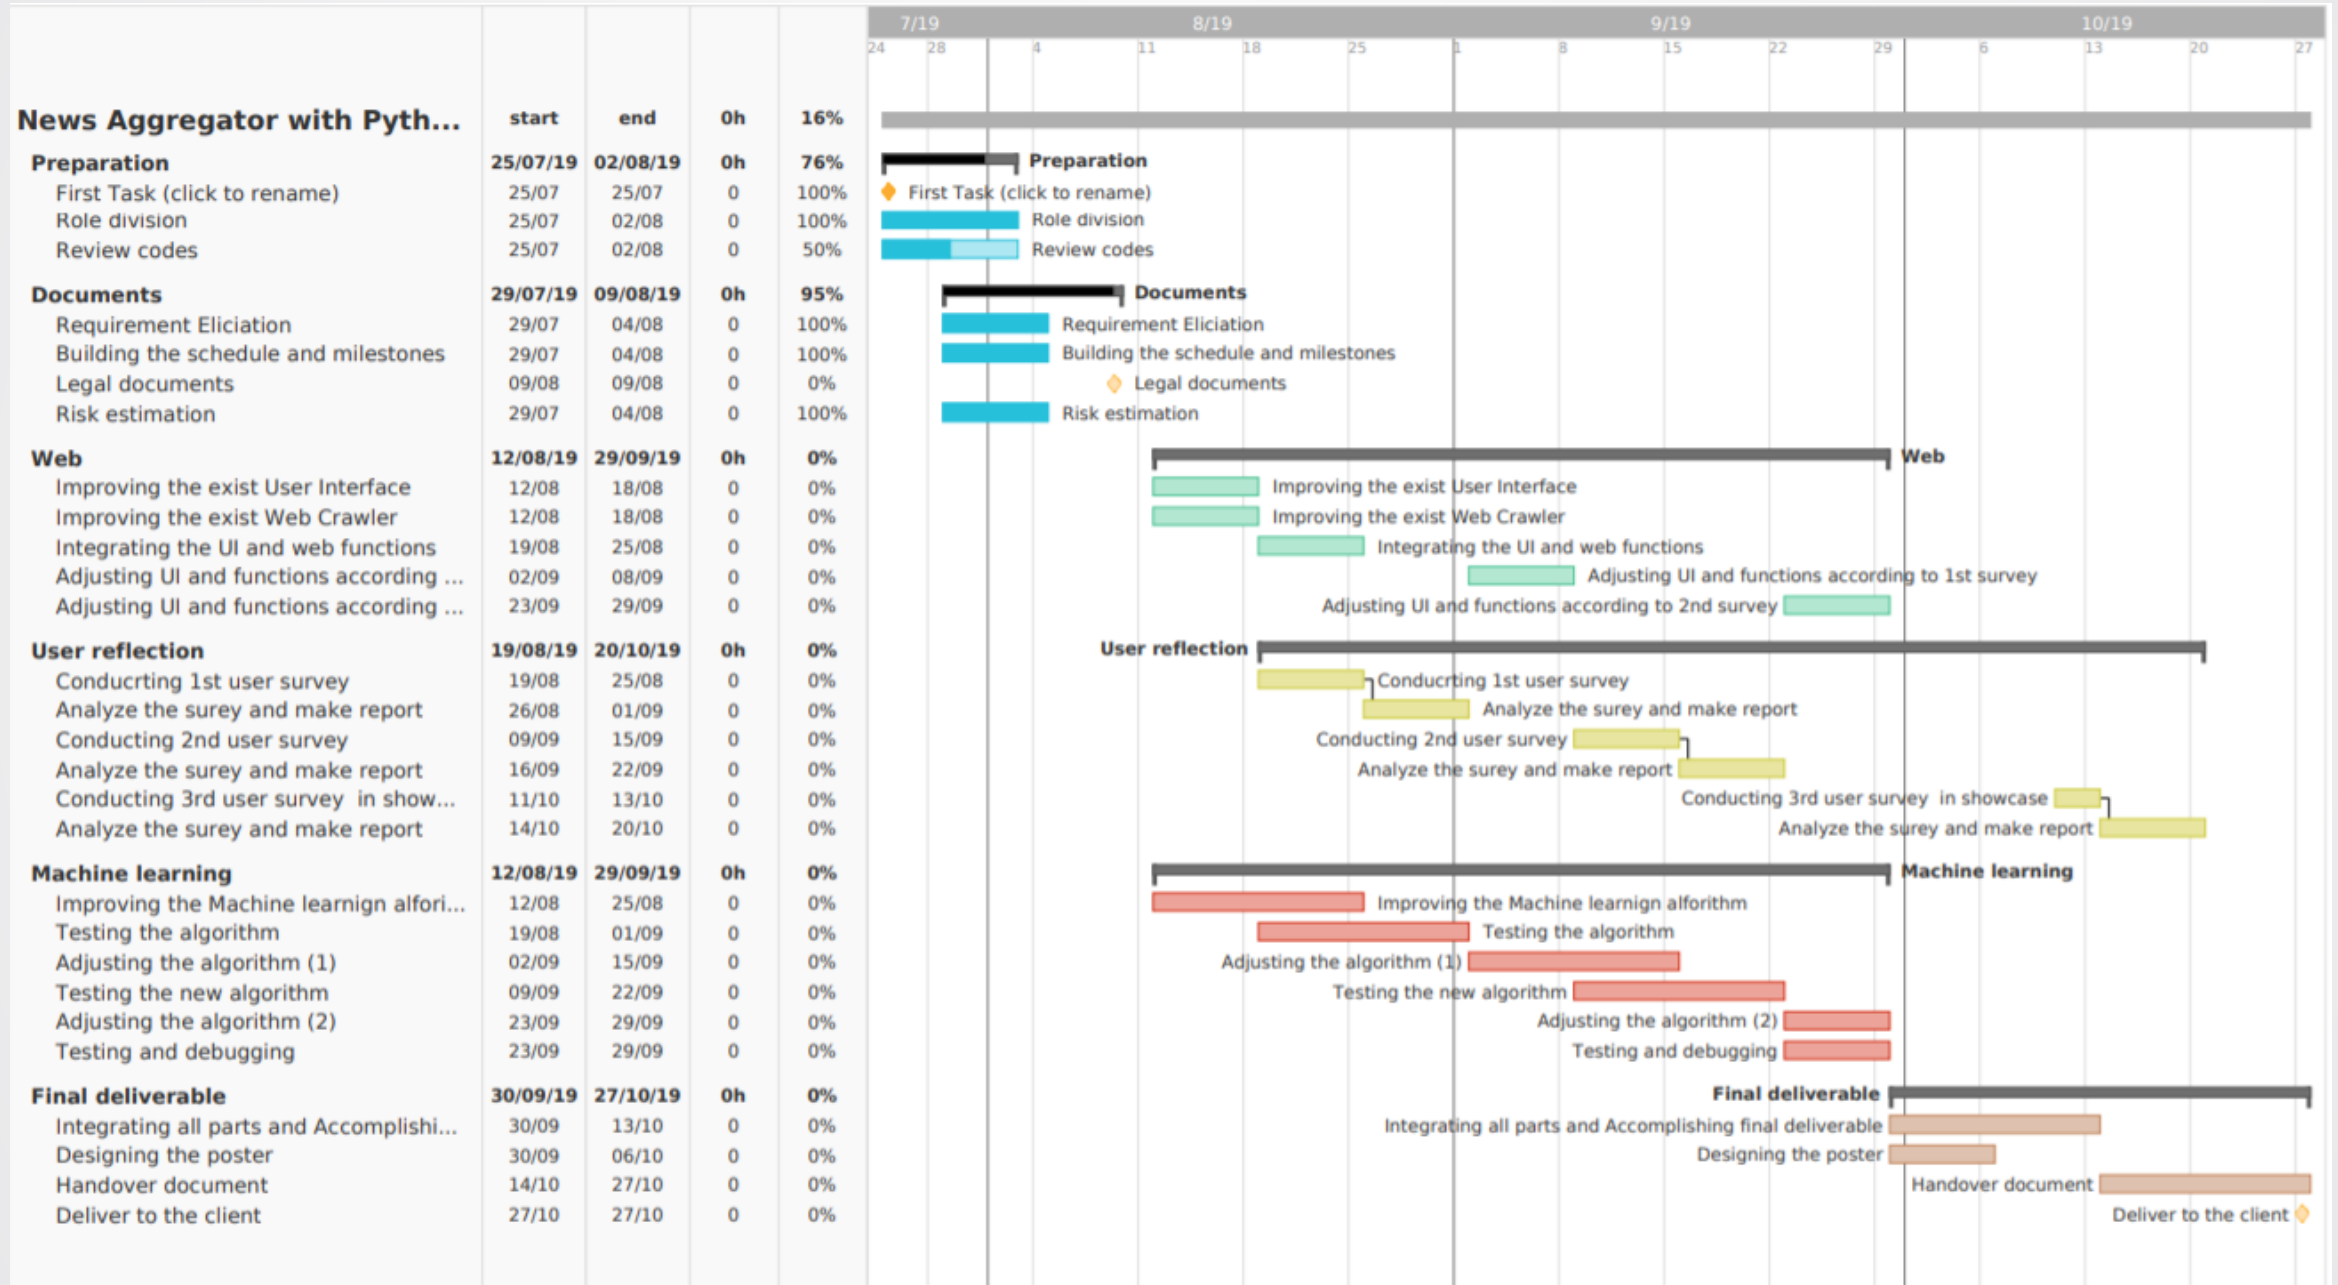 7/19 8/19 9/19 10/19
24 28 4 11 18 25 1 8 15 22 29 6 13 20 27
News Aggregator with Pyth... start end 0h 16%
Preparation 25/07/19 02/08/19 0h 76% Preparation
First Task (click to rename) 25/07 25/07 0 100% First Task (click to rename)
Role division 25/07 02/08 0 100% Role division
Review codes 25/07 02/08 0 50% Review codes
Documents 29/07/19 09/08/19 0h 95% Documents
Requirement Eliciation 29/07 04/08 0 100% Requirement Eliciation
Building the schedule and milestones 29/07 04/08 0 100% Building the schedule and milestones
Legal documents 09/08 09/08 0 0% Legal documents
Risk estimation 29/07 04/08 0 100% Risk estimation
Web 12/08/19 29/09/19 0h 0% Web
Improving the exist User Interface 12/08 18/08 0 0% Improving the exist User Interface
Improving the exist Web Crawler 12/08 18/08 0 0% Improving the exist Web Crawler
Integrating the UI and web functions 19/08 25/08 0 0% Integrating the UI and web functions
Adjusting UI and functions according ... 02/09 08/09 0 0% Adjusting UI and functions according to 1st survey
Adjusting UI and functions according ... 23/09 29/09 0 0% Adjusting UI and functions according to 2nd survey
User reflection 19/08/19 20/10/19 0h 0% User reflection
Conducrting 1st user survey 19/08 25/08 0 0% Conducrting 1st user survey
Analyze the surey and make report 26/08 01/09 0 0% Analyze the surey and make report
Conducting 2nd user survey 09/09 15/09 0 0% Conducting 2nd user survey
Analyze the surey and make report 16/09 22/09 0 0% Analyze the surey and make report
Conducting 3rd user survey in show... 11/10 13/10 0 0% Conducting 3rd user survey in showcase
Analyze the surey and make report 14/10 20/10 0 0% Analyze the surey and make report
Machine learning 12/08/19 29/09/19 0h 0% Machine learning
Improving the Machine learnign alfori... 12/08 25/08 0 0% Improving the Machine learnign alforithm
Testing the algorithm 19/08 01/09 0 0% Testing the algorithm
Adjusting the algorithm (1) 02/09 15/09 0 0% Adjusting the algorithm (1)
Testing the new algorithm 09/09 22/09 0 0% Testing the new algorithm
Adjusting the algorithm (2) 23/09 29/09 0 0% Adjusting the algorithm (2)
Testing and debugging 23/09 29/09 0 0% Testing and debugging
Final deliverable 30/09/19 27/10/19 0h 0% Final deliverable
Integrating all parts and Accomplishi... 30/09 13/10 0 0% Integrating all parts and Accomplishing final deliverable
Designing the poster 30/09 06/10 0 0% Designing the poster
Handover document 14/10 27/10 0 0% Handover document
Deliver to the client 27/10 27/10 0 0% Deliver to the client